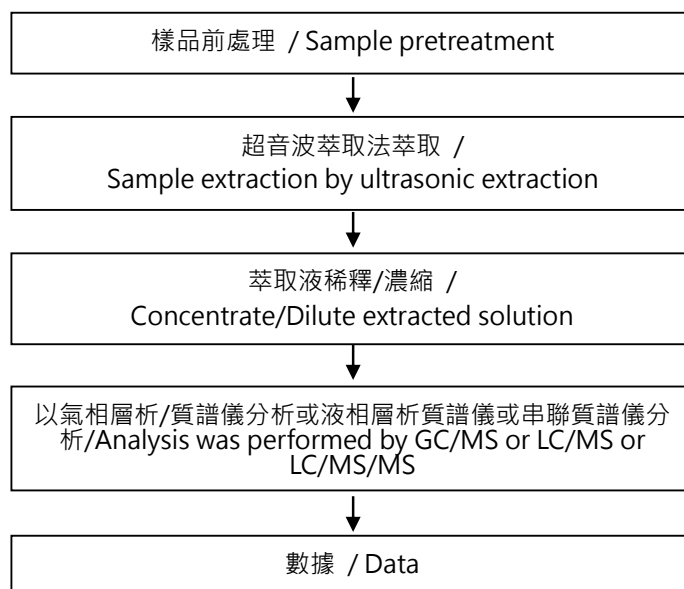 樣品前處理 / Sample pretreatment
超音波萃取法萃取 /
Sample extraction by ultrasonic extraction
萃取液稀釋/濃縮 /
Concentrate/Dilute extracted solution
以氣相層析/質譜儀分析或液相層析質譜儀或串聯質譜儀分
析/Analysis was performed by GC/MS or LC/MS or
LC/MS/MS
數據 / Data